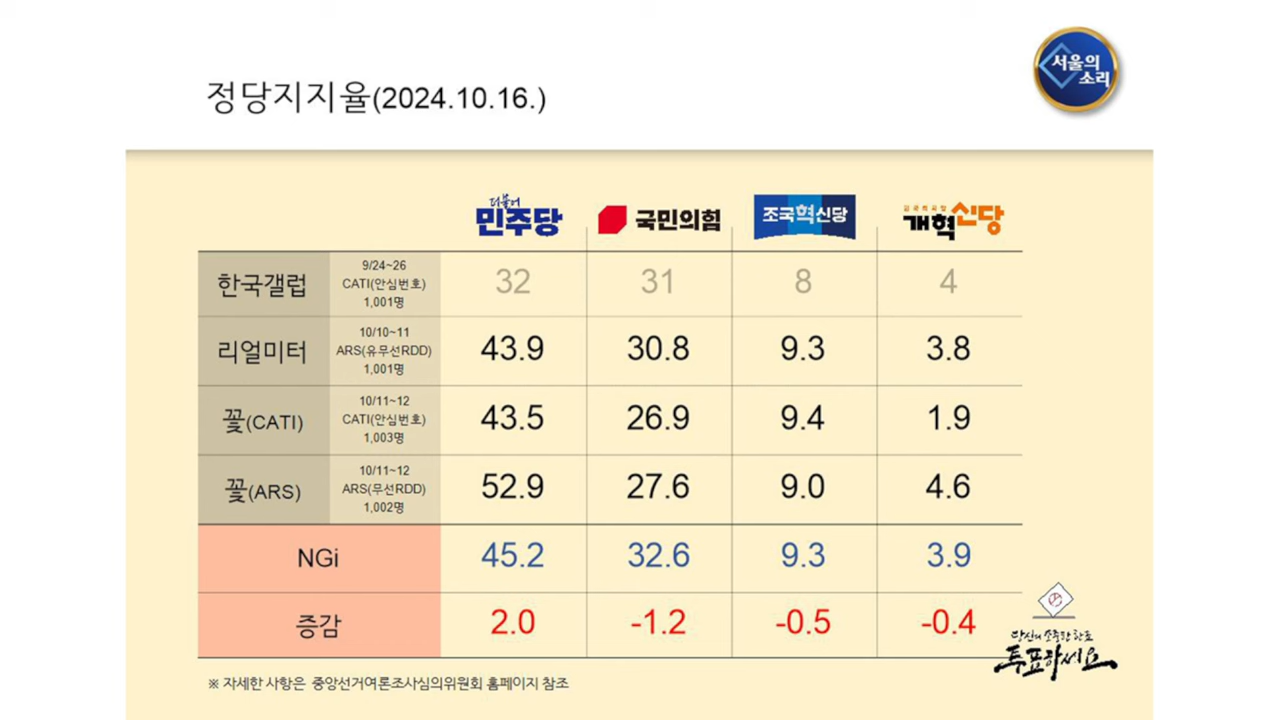 서울의
소리
정당지지율(2024.10.16.)
더불어
민주당 국민의힘 조국혁신당 개혁신당
한국갤럽 9/24~26 CATI(안심번호) 1,001명 32 31 8 4
리얼미터 10/10~11 ARS(유무선RDD) 1,001명 43.9 30.8 9.3 3.8
꽃(CATI) 10/11~12 CATI(안심번호) 1,003명 43.5 26.9 9.4 1.9
꽃(ARS) 10/11~12 ARS(무선RDD) 1,002명 52.9 27.6 9.0 4.6
NGi 45.2 32.6 9.3 3.9
증감 2.0 -1.2 -0.5 -0.4
당신의 소중한 한표
투표하세요
※ 자세한 사항은 중앙선거여론조사심의위원회 홈페이지 참조